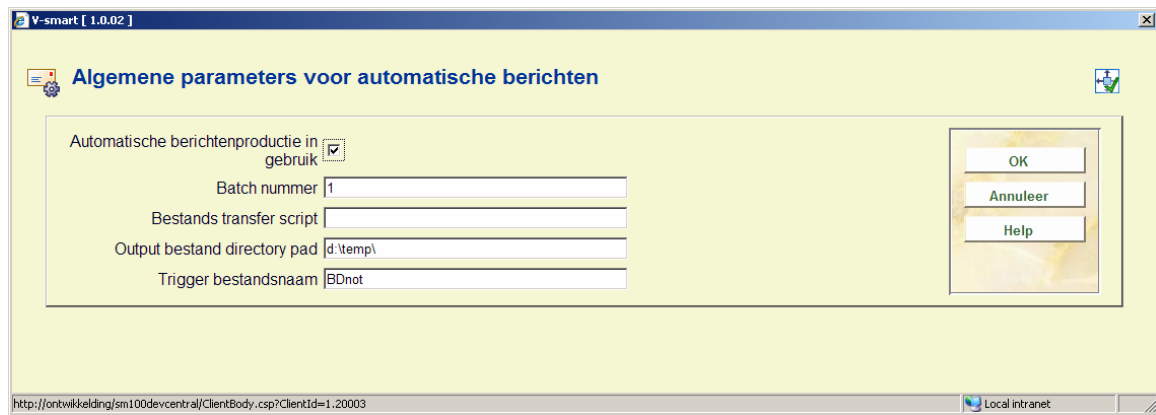 V-smart [ 1.0.02 ]
Algemene parameters voor automatische berichten
Automatische berichtenproductie in
gebruik
Batch nummer 1
Bestands transfer script
Output bestand directory pad d:\temp\
Trigger bestandsnaam BDnot
OK
Annuleer
Help
http://ontwikkelding/sm100devcentral/ClientBody.csp?ClientId=1.20003
Local intranet